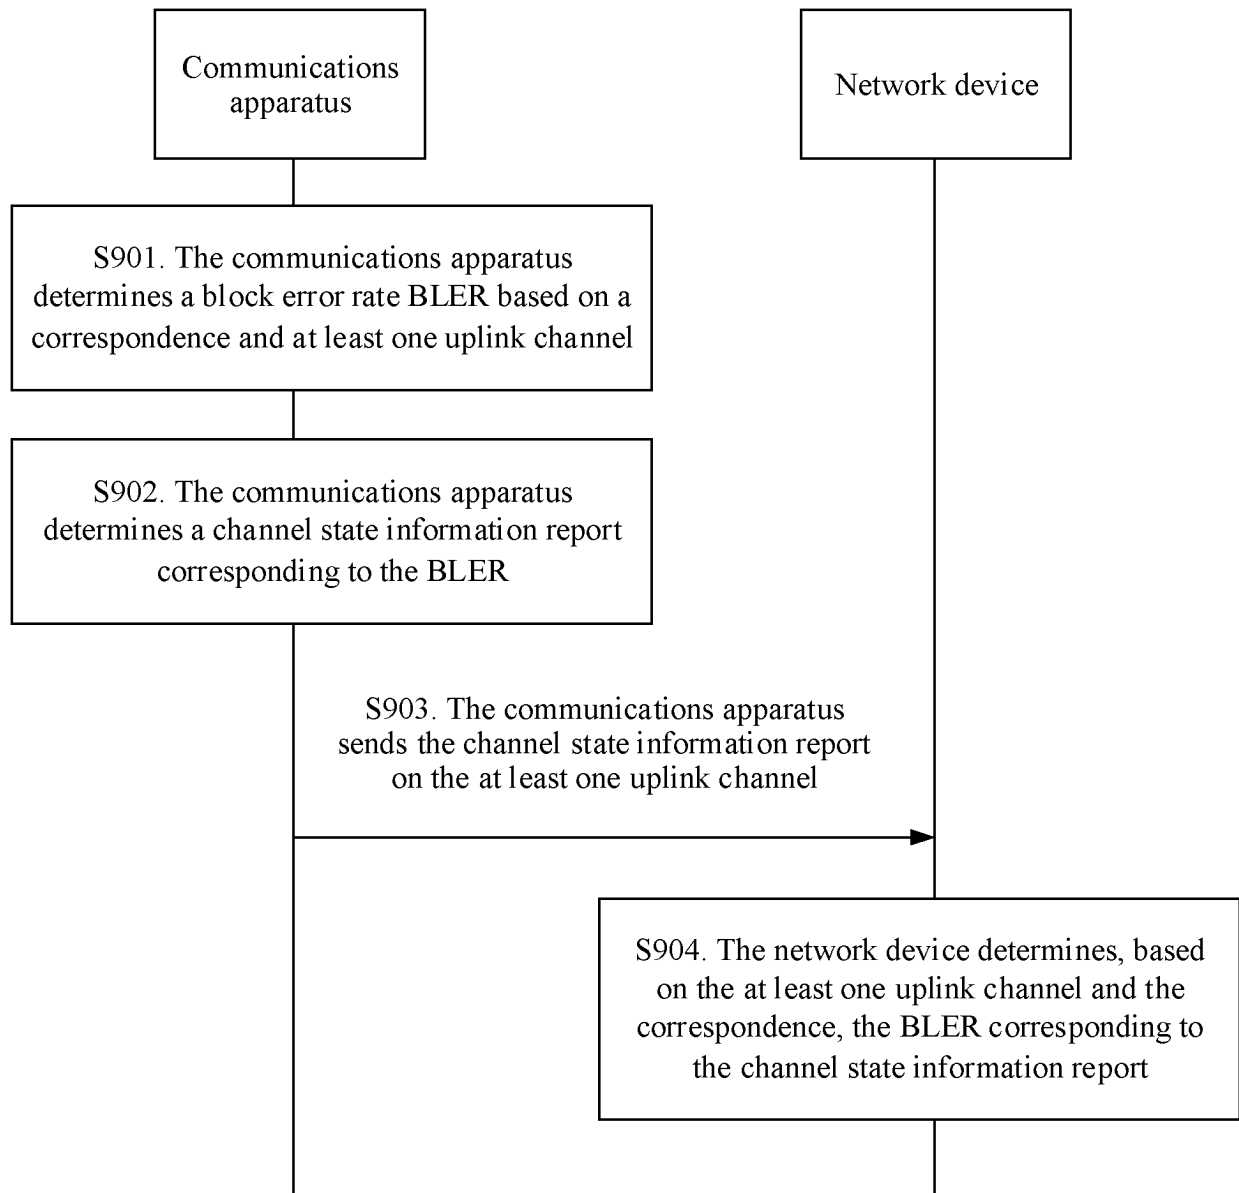 Communications
apparatus
Network device
S901. The communications apparatus
determines a block error rate BLER based on a
correspondence and at least one uplink channel
S902. The communications apparatus
determines a channel state information report
corresponding to the BLER
S903. The communications apparatus
sends the channel state information report
on the at least one uplink channel
S904. The network device determines, based
on the at least one uplink channel and the
correspondence, the BLER corresponding to
the channel state information report